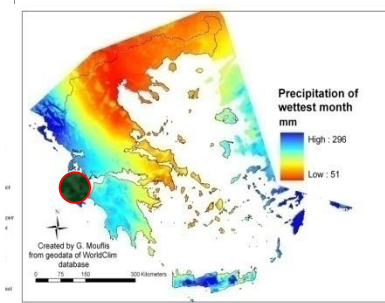 Precipitation of
wettest month
mm
High : 296
Low : 51
N
Created by G. Mouflis
from geodata of WorldClim
database
0 75 150 300 Kilometers